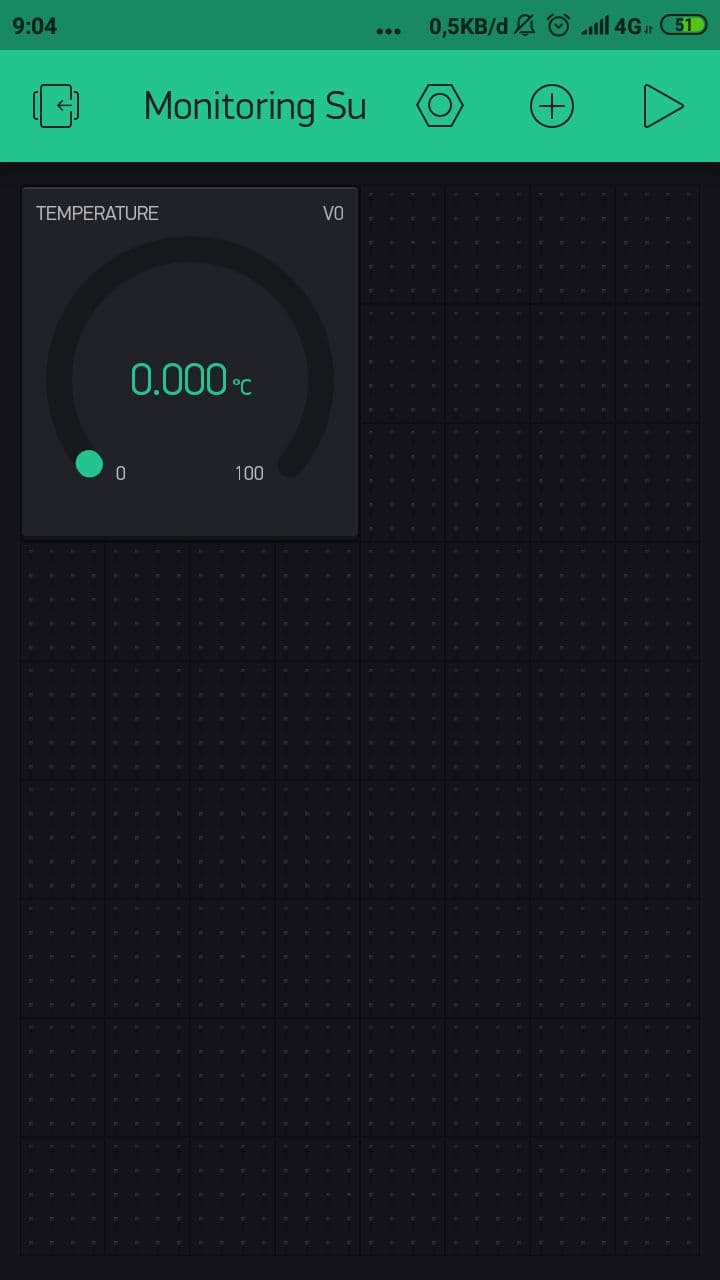 9:04 ... 0,5KB/d 4G 51
Monitoring Su
TEMPERATURE V0
0.000 °C
0 100